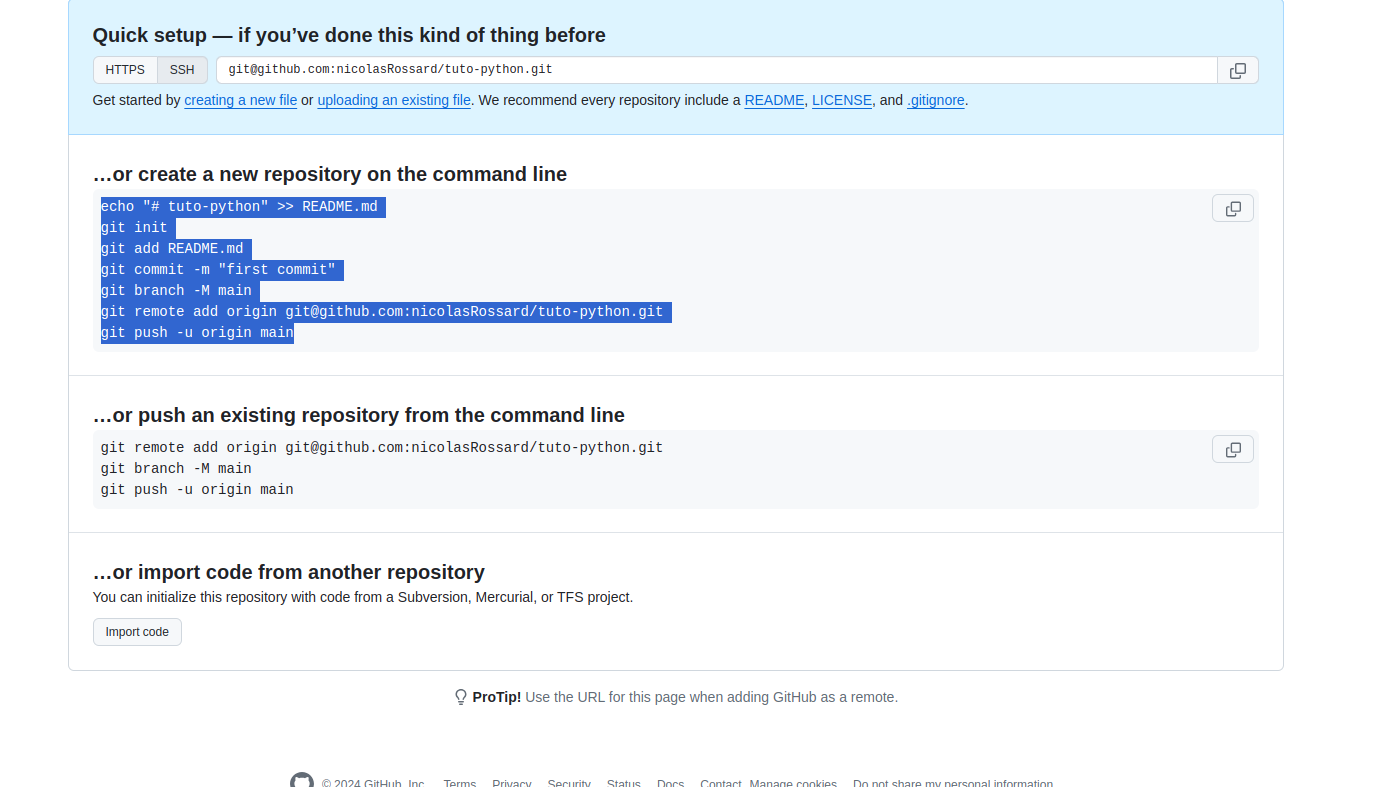 Quick setup — if you’ve done this kind of thing before
HTTPS SSH git@github.com:nicolasRossard/tuto-python.git
Get started by creating a new file or uploading an existing file. We recommend every repository include a README, LICENSE, and .gitignore.
…or create a new repository on the command line
echo "# tuto-python" >> README.md
git init
git add README.md
git commit -m "first commit"
git branch -M main
git remote add origin git@github.com:nicolasRossard/tuto-python.git
git push -u origin main
…or push an existing repository from the command line
git remote add origin git@github.com:nicolasRossard/tuto-python.git
git branch -M main
git push -u origin main
…or import code from another repository
You can initialize this repository with code from a Subversion, Mercurial, or TFS project.
Import code
ProTip! Use the URL for this page when adding GitHub as a remote.
© 2024 GitHub, Inc. Terms Privacy Security Status Docs Contact Manage cookies Do not share my personal information